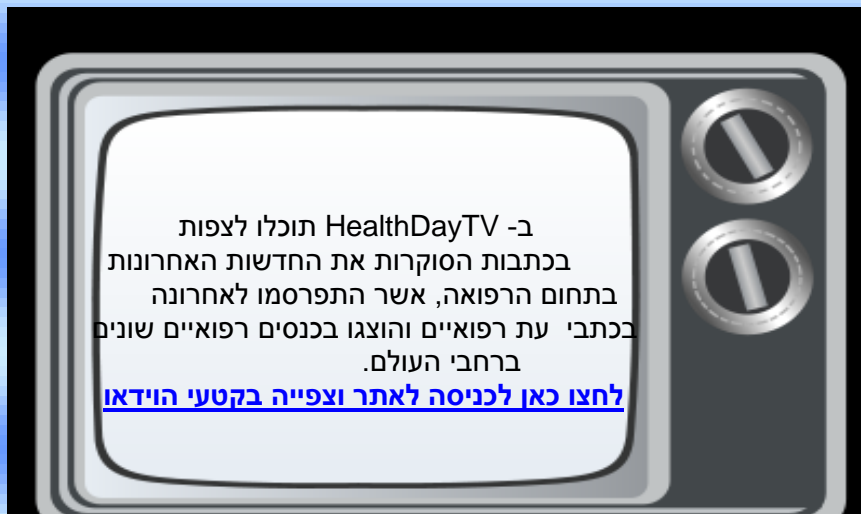 ב- HealthDayTV תוכלו לצפות
בכתבות הסוקרות את החדשות האחרונות
בתחום הרפואה, אשר התפרסמו לאחרונה
בכתבי עת רפואיים והוצגו בכנסים רפואיים שונים
ברחבי העולם.
לחצו כאן לכניסה לאתר וצפייה בקטעי הוידאו